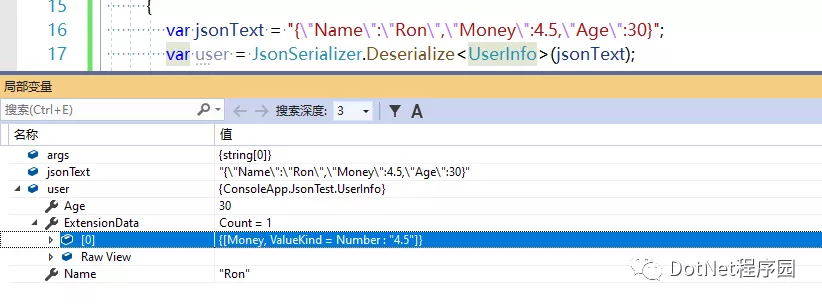 15 {
16 var jsonText = "{\"Name\":\"Ron\",\"Money\":4.5,\"Age\":30}";
17 var user = JsonSerializer.Deserialize<UserInfo>(jsonText);
局部变量
搜索(Ctrl+E) 搜索深度: 3 A
名称 值
args {string[0]}
jsonText "{\"Name\":\"Ron\",\"Money\":4.5,\"Age\":30}"
user {ConsoleApp.JsonTest.UserInfo}
Age 30
ExtensionData Count = 1
[0] {[Money, ValueKind = Number : "4.5"]}
Raw View
Name "Ron"
DotNet程序园